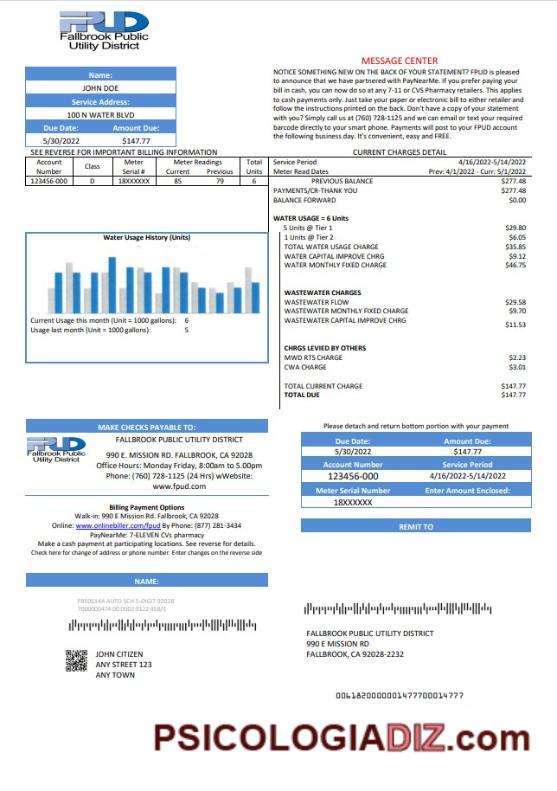 FPUD
Fallbrook Public
Utility District
Name:
JOHN DOE
Service Address:
100 N WATER BLVD
Due Date: Amount Due:
5/30/2022 $147.77
MESSAGE CENTER
NOTICE SOMETHING NEW ON THE BACK OF YOUR STATEMENT? FPUD is pleased
to announce that we have partnered with PayNearMe. If you prefer paying your
bill in cash, you can now do so at any 7-11 or CVS Pharmacy retailers. This applies
to cash payments only. Just take your paper or electronic bill to either retailer and
follow the instructions printed on the back. Don't have a copy of your statement
with you? Simply call us at (760) 728-1125 and we can email or text your required
barcode directly to your smart phone. Payments will post to your FPUD account
the following business day. It's convenient, easy and FREE.
SEE REVERSE FOR IMPORTANT BILLING INFORMATION
Account Number Class Meter Serial # Meter Readings Current Previous Total Units
123456-000 D 18XXXXXX 85 79 6
CURRENT CHARGES DETAIL
Service Period 4/16/2022-5/14/2022
Meter Read Dates Prev: 4/1/2022 - Curr: 5/1/2022
PREVIOUS BALANCE $277.48
PAYMENTS/CR-THANK YOU $277.48
BALANCE FORWARD $0.00
WATER USAGE = 6 Units
5 Units @ Tier 1 $29.80
1 Units @ Tier 2 $6.05
TOTAL WATER USAGE CHARGE $35.85
WATER CAPITAL IMPROVE CHRG $9.12
WATER MONTHLY FIXED CHARGE $46.75
WASTEWATER CHARGES
WASTEWATER FLOW $29.58
WASTEWATER MONTHLY FIXED CHARGE $9.70
WASTEWATER CAPITAL IMPROVE CHRG $11.53
CHRGS LEVIED BY OTHERS
MWD RTS CHARGE $2.23
CWA CHARGE $3.01
TOTAL CURRENT CHARGE $147.77
TOTAL DUE $147.77
Water Usage History (Units)
Current Usage this month (Unit = 1000 gallons): 6
Usage last month (Unit = 1000 gallons): 5
MAKE CHECKS PAYABLE TO:
FPUD
Fallbrook Public
Utility District
FALLBROOK PUBLIC UTILITY DISTRICT
990 E. MISSION RD. FALLBROOK, CA 92028
Office Hours: Monday Friday, 8:00am to 5.00pm
Phone: (760) 728-1125 (24 Hrs) wWebsite:
www.fpud.com
Billing Payment Options
Walk-in: 990 E Mission Rd. Fallbrook, CA 92028
Online: www.onlinebiller.com/fpud By Phone: (877) 281-3434
PayNearMe: 7-ELEVEN CVs pharmacy
Make a cash payment at participating locations. See reverse for details.
Check here for change of address or phone number. Enter changes on the reverse side
Please detach and return bottom portion with your payment
Due Date: Amount Due:
5/30/2022 $147.77
Account Number Service Period
123456-000 4/16/2022-5/14/2022
Meter Serial Number Enter Amount Enclosed:
18XXXXXX
REMIT TO
NAME:
FBS0514A AUTO SCH 5-DIGIT 92028
7000000474 00.0002 0122 458/1
JOHN CITIZEN
ANY STREET 123
ANY TOWN
FALLBROOK PUBLIC UTILITY DISTRICT
990 E MISSION RD
FALLBROOK, CA 92028-2232
0061820000001477700014777
PSICOLOGIADIZ.com